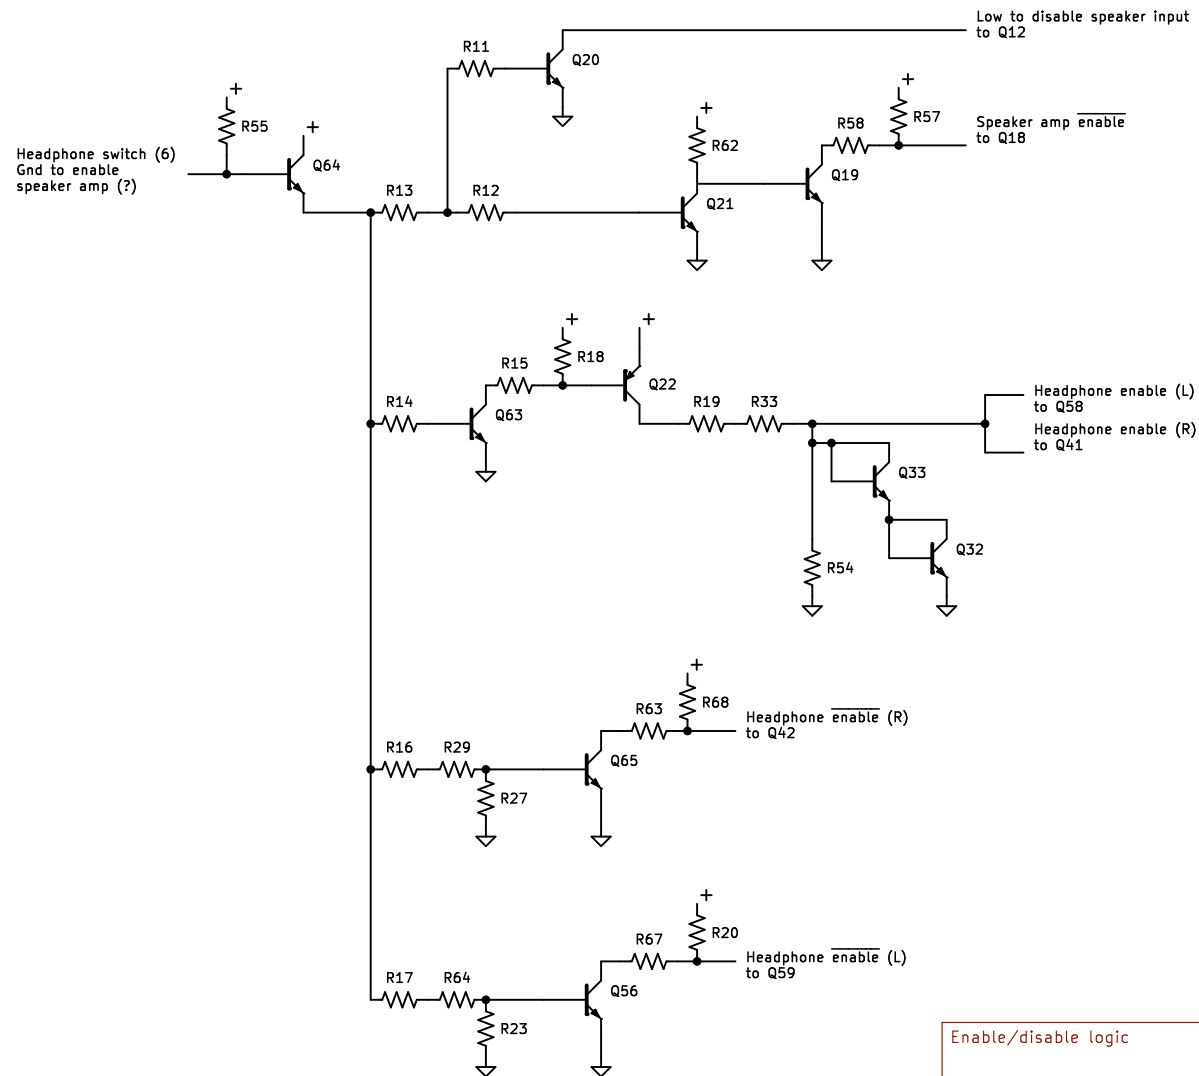 Low to disable speaker input
to Q12
R11
Q20
R55
Q64
Headphone switch (6)
Gnd to enable
speaker amp (?)
R13
R12
R62
Q21
R58
R57
Q19
Speaker amp enable
to Q18
R14
Q63
R15
R18
Q22
R19
R33
Headphone enable (L)
to Q58
Headphone enable (R)
to Q41
Q33
Q32
R54
R16
R29
R27
Q65
R63
R68
Headphone enable (R)
to Q42
R17
R64
R23
Q56
R67
R20
Headphone enable (L)
to Q59
Enable/disable logic